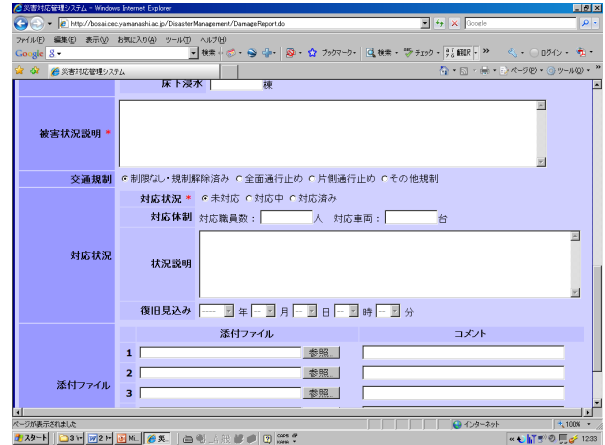 災害対応管理システム - Windows Internet Explorer
http://bosai.cec.yamanashi.ac.jp/DisasterManagement/DamageReport.do
Google
ファイル(F) 編集(E) 表示(V) お気に入り(A) ツール(T) ヘルプ(H)
Google 検索 ブックマーク 検索 チェック 翻訳 ログイン
災害対応管理システム ページ(P) ツール(O)
床下浸水 棟
被害状況説明 *
交通規制 制限なし・規制解除済み 全面通行止め 片側通行止め その他規制
対応状況 * 未対応 対応中 対応済み
対応体制 対応職員数： 人 対応車両： 台
対応状況
状況説明
復旧見込み ---- 年 -- 月 -- 日 -- 時 -- 分
添付ファイル コメント
1 参照...
2 参照...
添付ファイル
3 参照...
ページが表示されました インターネット 100%
スタート 12:33